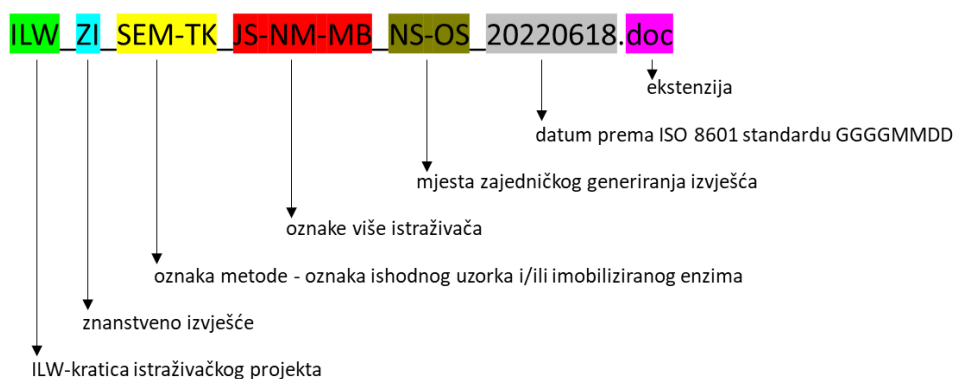 ILW_ZI_SEM-TK_JS-NM-MB_NS-OS_20220618.doc
ekstenzija
datum prema ISO 8601 standardu GGGGMMDD
mjesta zajedničkog generiranja izvješća
oznake više istraživača
oznaka metode - oznaka ishodnog uzorka i/ili imobiliziranog enzima
znanstveno izvješće
ILW-kratica istraživačkog projekta